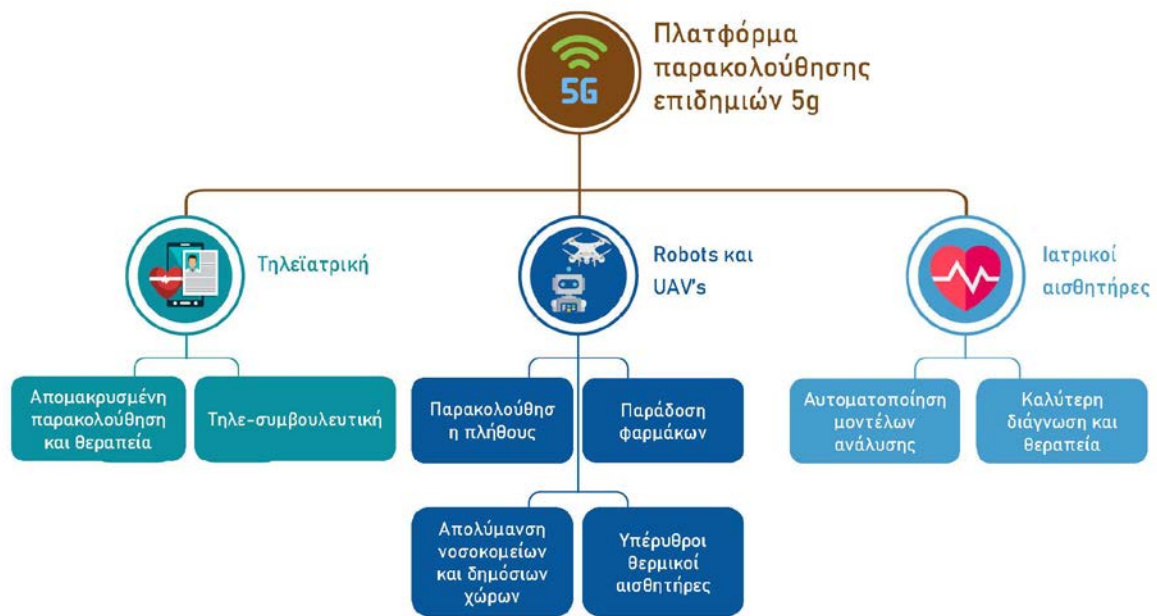 5G
Πλατφόρμα
παρακολούθησης
επιδημιών 5g
Τηλεϊατρική
Robots και
UAV's
Ιατρικοί
αισθητήρες
Απομακρυσμένη
παρακολούθηση
και θεραπεία
Τηλε-συμβουλευτική
Παρακολούθησ
η πλήθους
Παράδοση
φαρμάκων
Αυτοματοποίηση
μοντέλων
ανάλυσης
Καλύτερη
διάγνωση και
θεραπεία
Απολύμανση
νοσοκομείων
και δημόσιων
χώρων
Υπέρυθροι
θερμικοί
αισθητήρες